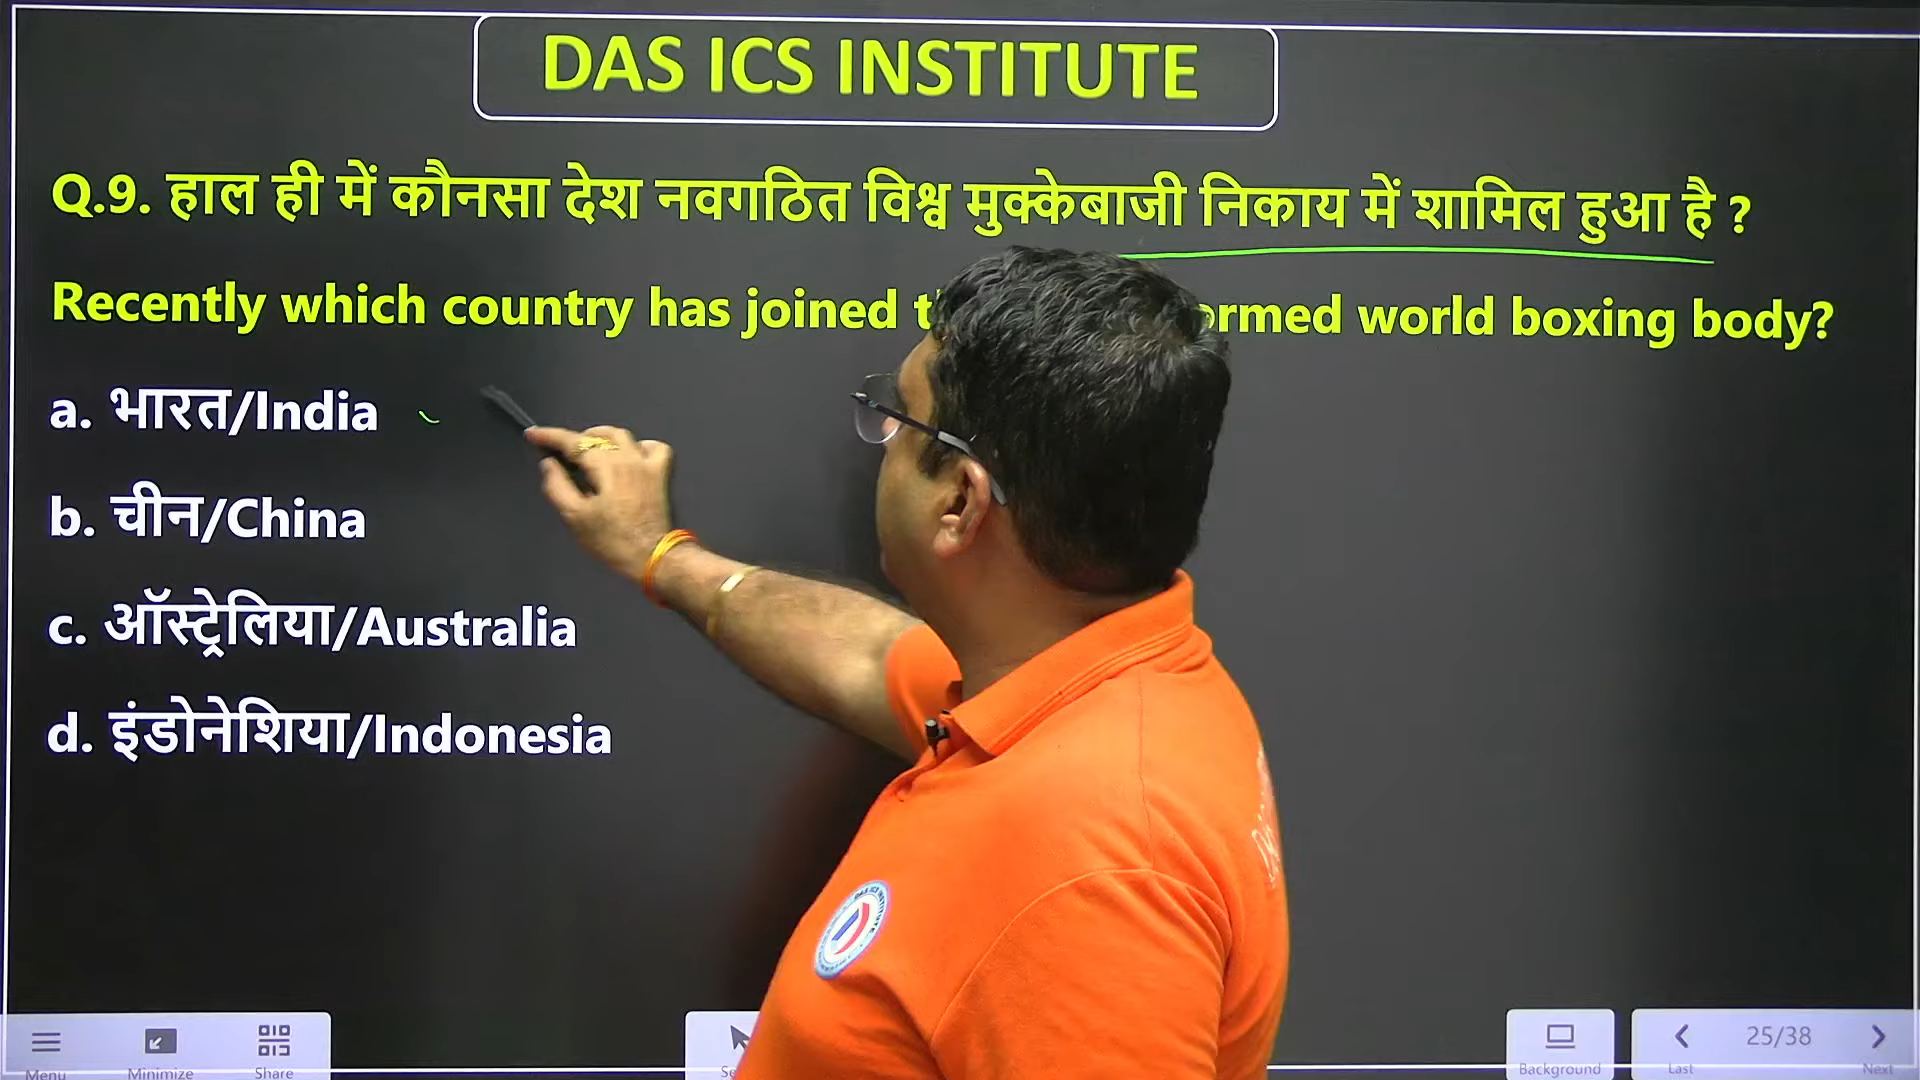 DAS ICS INSTITUTE
Q.9. हाल ही में कौनसा देश नवगठित विश्व मुक्केबाजी निकाय में शामिल हुआ है ?
Recently which country has joined world boxing body?
a. भारत/India
b. चीन/China
c. ऑस्ट्रेलिया/Australia
d. इंडोनेशिया/Indonesia
Menu Minimize Share Background Last 25/38 Next